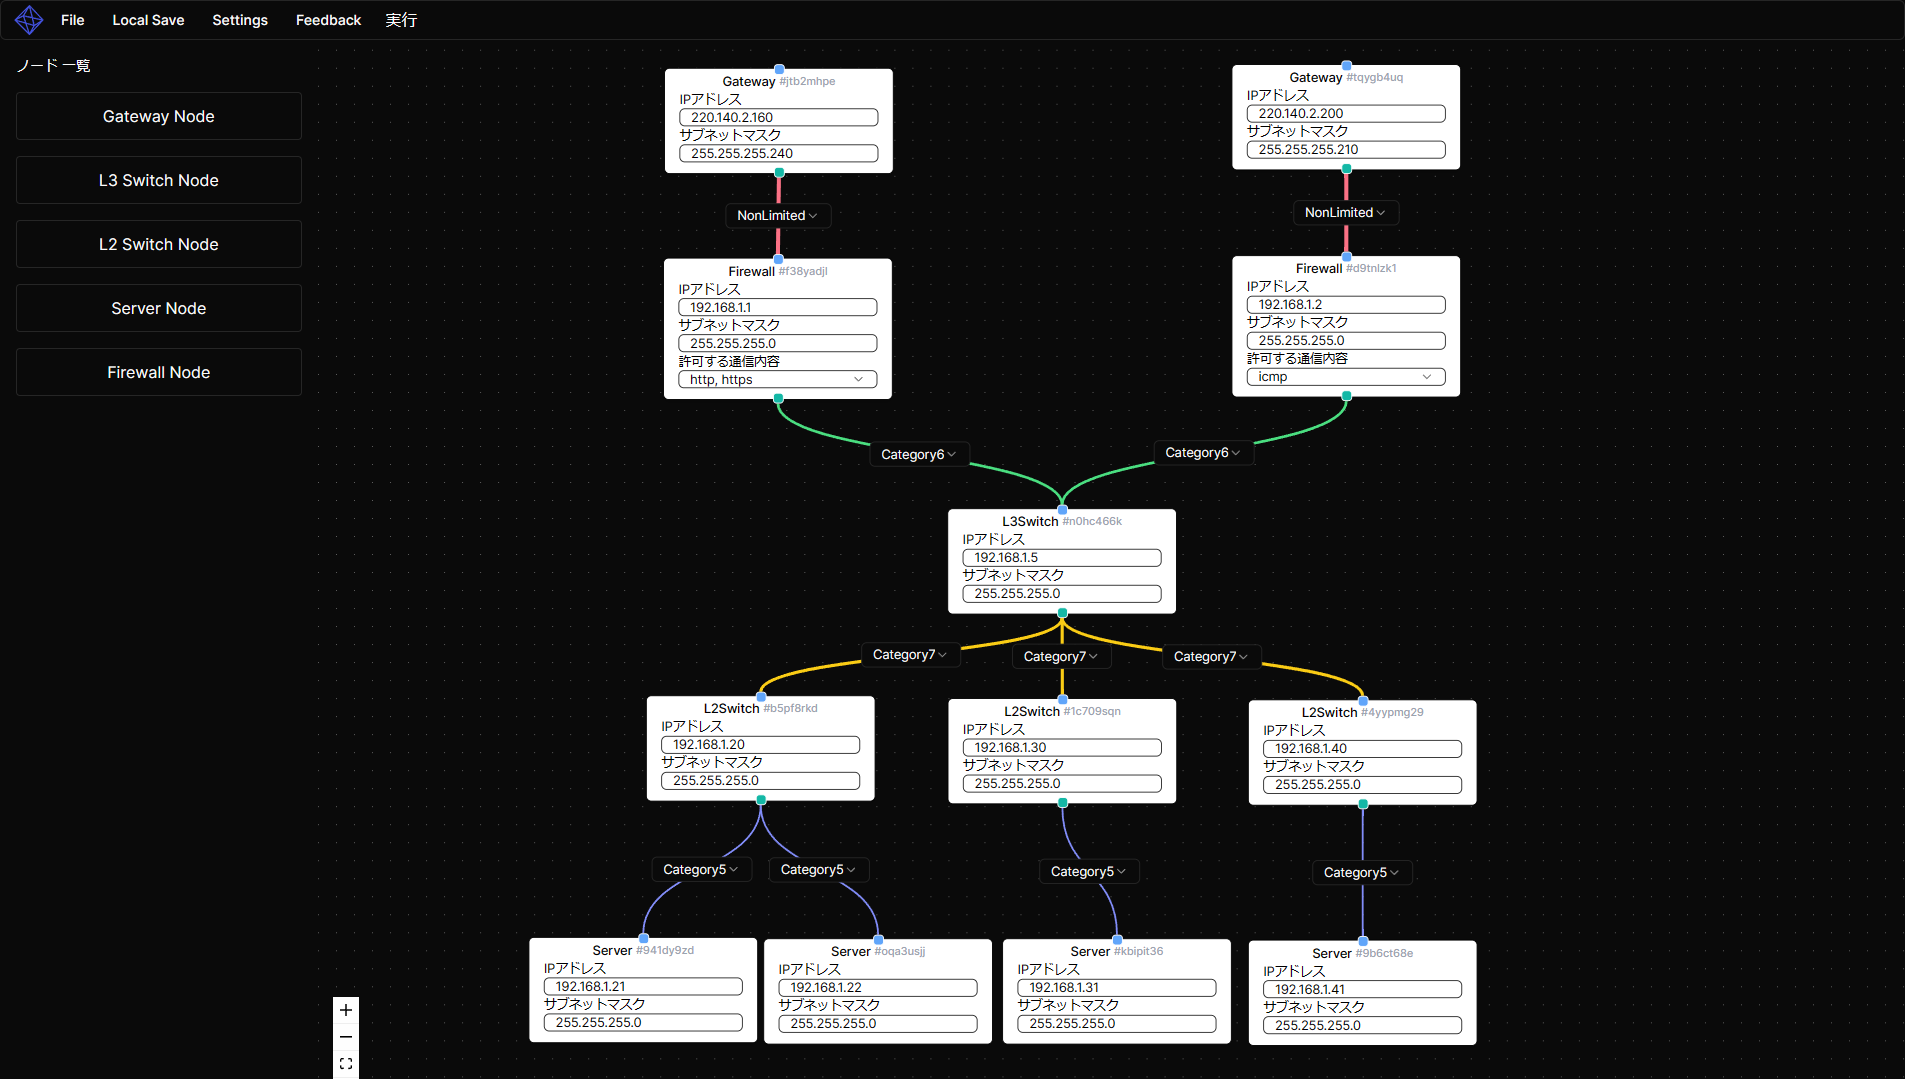 File Local Save Settings Feedback 実行
ノード一覧
Gateway Node
L3 Switch Node
L2 Switch Node
Server Node
Firewall Node
Gateway #jtb2mhpe
IPアドレス
220.140.2.160
サブネットマスク
255.255.255.240
Gateway #tqygb4uq
IPアドレス
220.140.2.200
サブネットマスク
255.255.255.210
NonLimited
NonLimited
Firewall #f38yadjl
IPアドレス
192.168.1.1
サブネットマスク
255.255.255.0
許可する通信内容
http, https
Firewall #d9tnlzk1
IPアドレス
192.168.1.2
サブネットマスク
255.255.255.0
許可する通信内容
icmp
Category6
Category6
L3Switch #n0hc466k
IPアドレス
192.168.1.5
サブネットマスク
255.255.255.0
Category7
Category7
Category7
L2Switch #b5pf8rkd
IPアドレス
192.168.1.20
サブネットマスク
255.255.255.0
L2Switch #1c709sqn
IPアドレス
192.168.1.30
サブネットマスク
255.255.255.0
L2Switch #4yypmg29
IPアドレス
192.168.1.40
サブネットマスク
255.255.255.0
Category5
Category5
Category5
Category5
Server #941dy9zd
IPアドレス
192.168.1.21
サブネットマスク
255.255.255.0
Server #oqa3usjj
IPアドレス
192.168.1.22
サブネットマスク
255.255.255.0
Server #kbipit36
IPアドレス
192.168.1.31
サブネットマスク
255.255.255.0
Server #9b6ct68e
IPアドレス
192.168.1.41
サブネットマスク
255.255.255.0